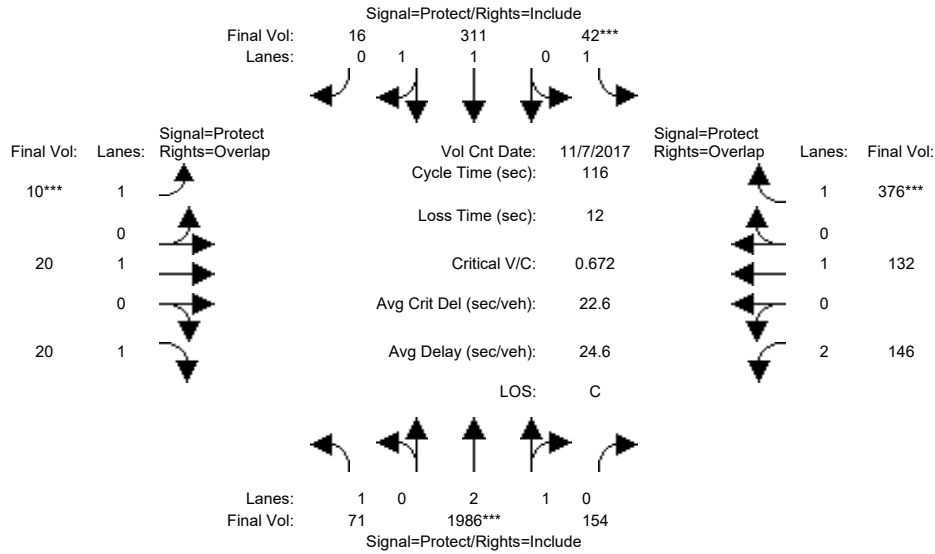 Signal=Protect/Rights=Include
Final Vol: 16 311 42***
Lanes: 0 1 1 0 1
Signal=Protect
Final Vol: Lanes: Rights=Overlap
Vol Cnt Date: 11/7/2017
Signal=Protect
Rights=Overlap Lanes: Final Vol:
Cycle Time (sec): 116
10*** 1
1 376***
Loss Time (sec): 12
0
0
20 1
Critical V/C: 0.672
1 132
0
Avg Crit Del (sec/veh): 22.6
0
20 1
Avg Delay (sec/veh): 24.6
2 146
LOS: C
Lanes: 1 0 2 1 0
Final Vol: 71 1986*** 154
Signal=Protect/Rights=Include